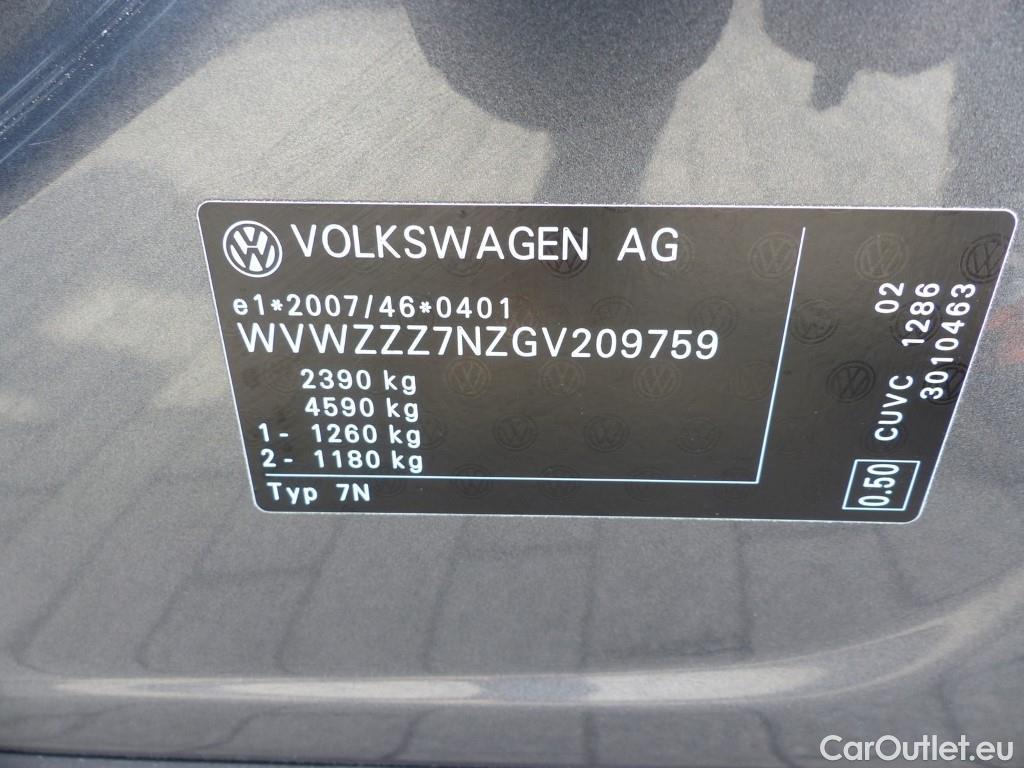 VOLKSWAGEN AG
e1*2007/46*0401
WVWZZZ7NZGV209759
2390 kg
4590 kg
1- 1260 kg
2- 1180 kg
Typ 7N
0.50 CUVC 02
1286
3010463
CarOutlet.eu